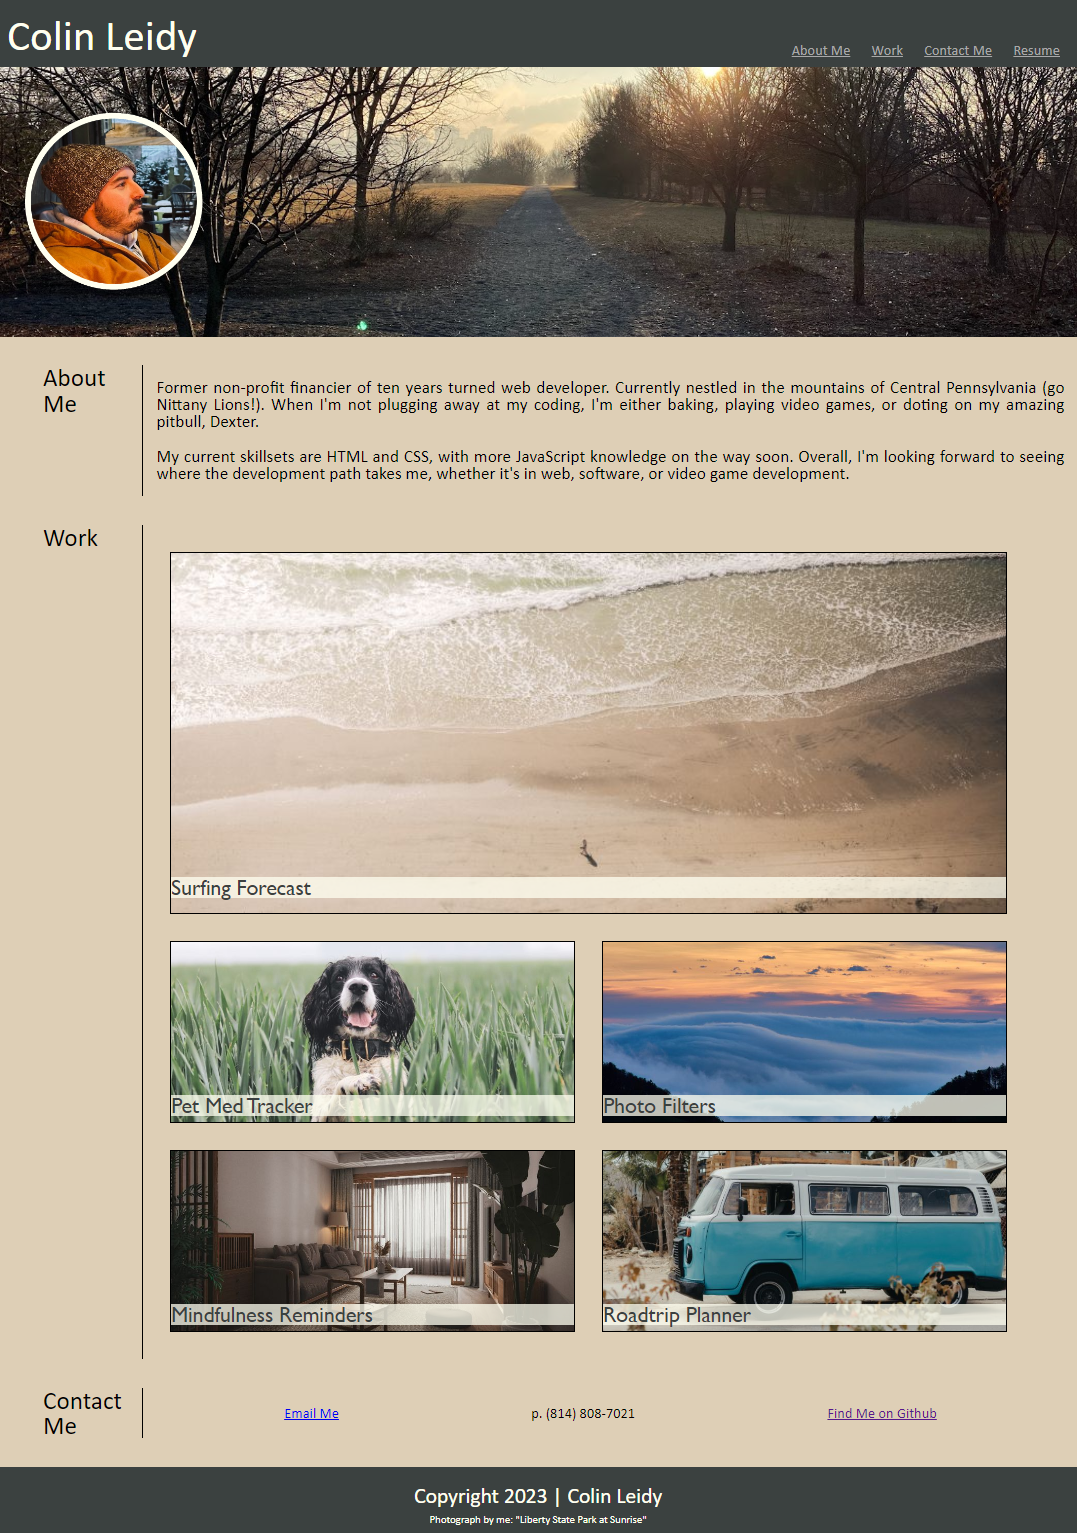 Colin Leidy
About Me Work Contact Me Resume
About
Me
Former non-profit financier of ten years turned web developer. Currently nestled in the mountains of Central Pennsylvania (go
Nittany Lions!). When I'm not plugging away at my coding, I'm either baking, playing video games, or doting on my amazing
pitbull, Dexter.
My current skillsets are HTML and CSS, with more JavaScript knowledge on the way soon. Overall, I'm looking forward to seeing
where the development path takes me, whether it's in web, software, or video game development.
Work
Surfing Forecast
Pet Med Tracker
Photo Filters
Mindfulness Reminders
Roadtrip Planner
Contact
Me
Email Me
p. (814) 808-7021
Find Me on Github
Copyright 2023 | Colin Leidy
Photograph by me: "Liberty State Park at Sunrise"